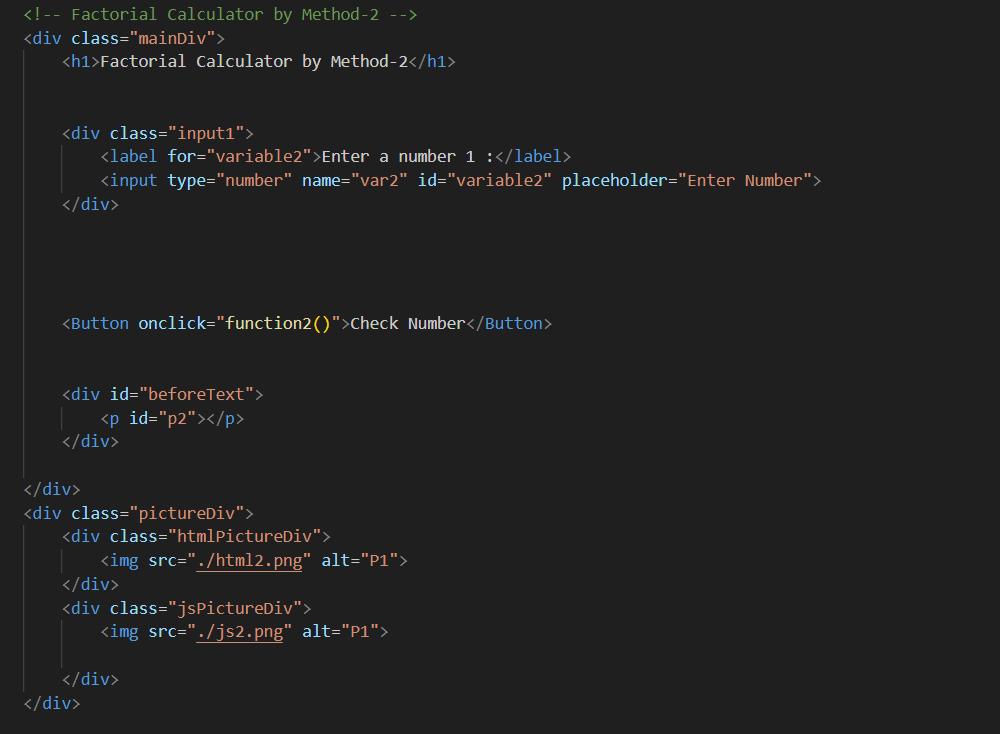 <!-- Factorial Calculator by Method-2 -->
<div class="mainDiv">
    <h1>Factorial Calculator by Method-2</h1>
    <div class="input1">
        <label for="variable2">Enter a number 1 :</label>
        <input type="number" name="var2" id="variable2" placeholder="Enter Number">
    </div>
    <Button onclick="function2()">Check Number</Button>
    <div id="beforeText">
        <p id="p2"></p>
    </div>
</div>
<div class="pictureDiv">
    <div class="htmlPictureDiv">
        <img src="./html2.png" alt="P1">
    </div>
    <div class="jsPictureDiv">
        <img src="./js2.png" alt="P1">
    </div>
</div>